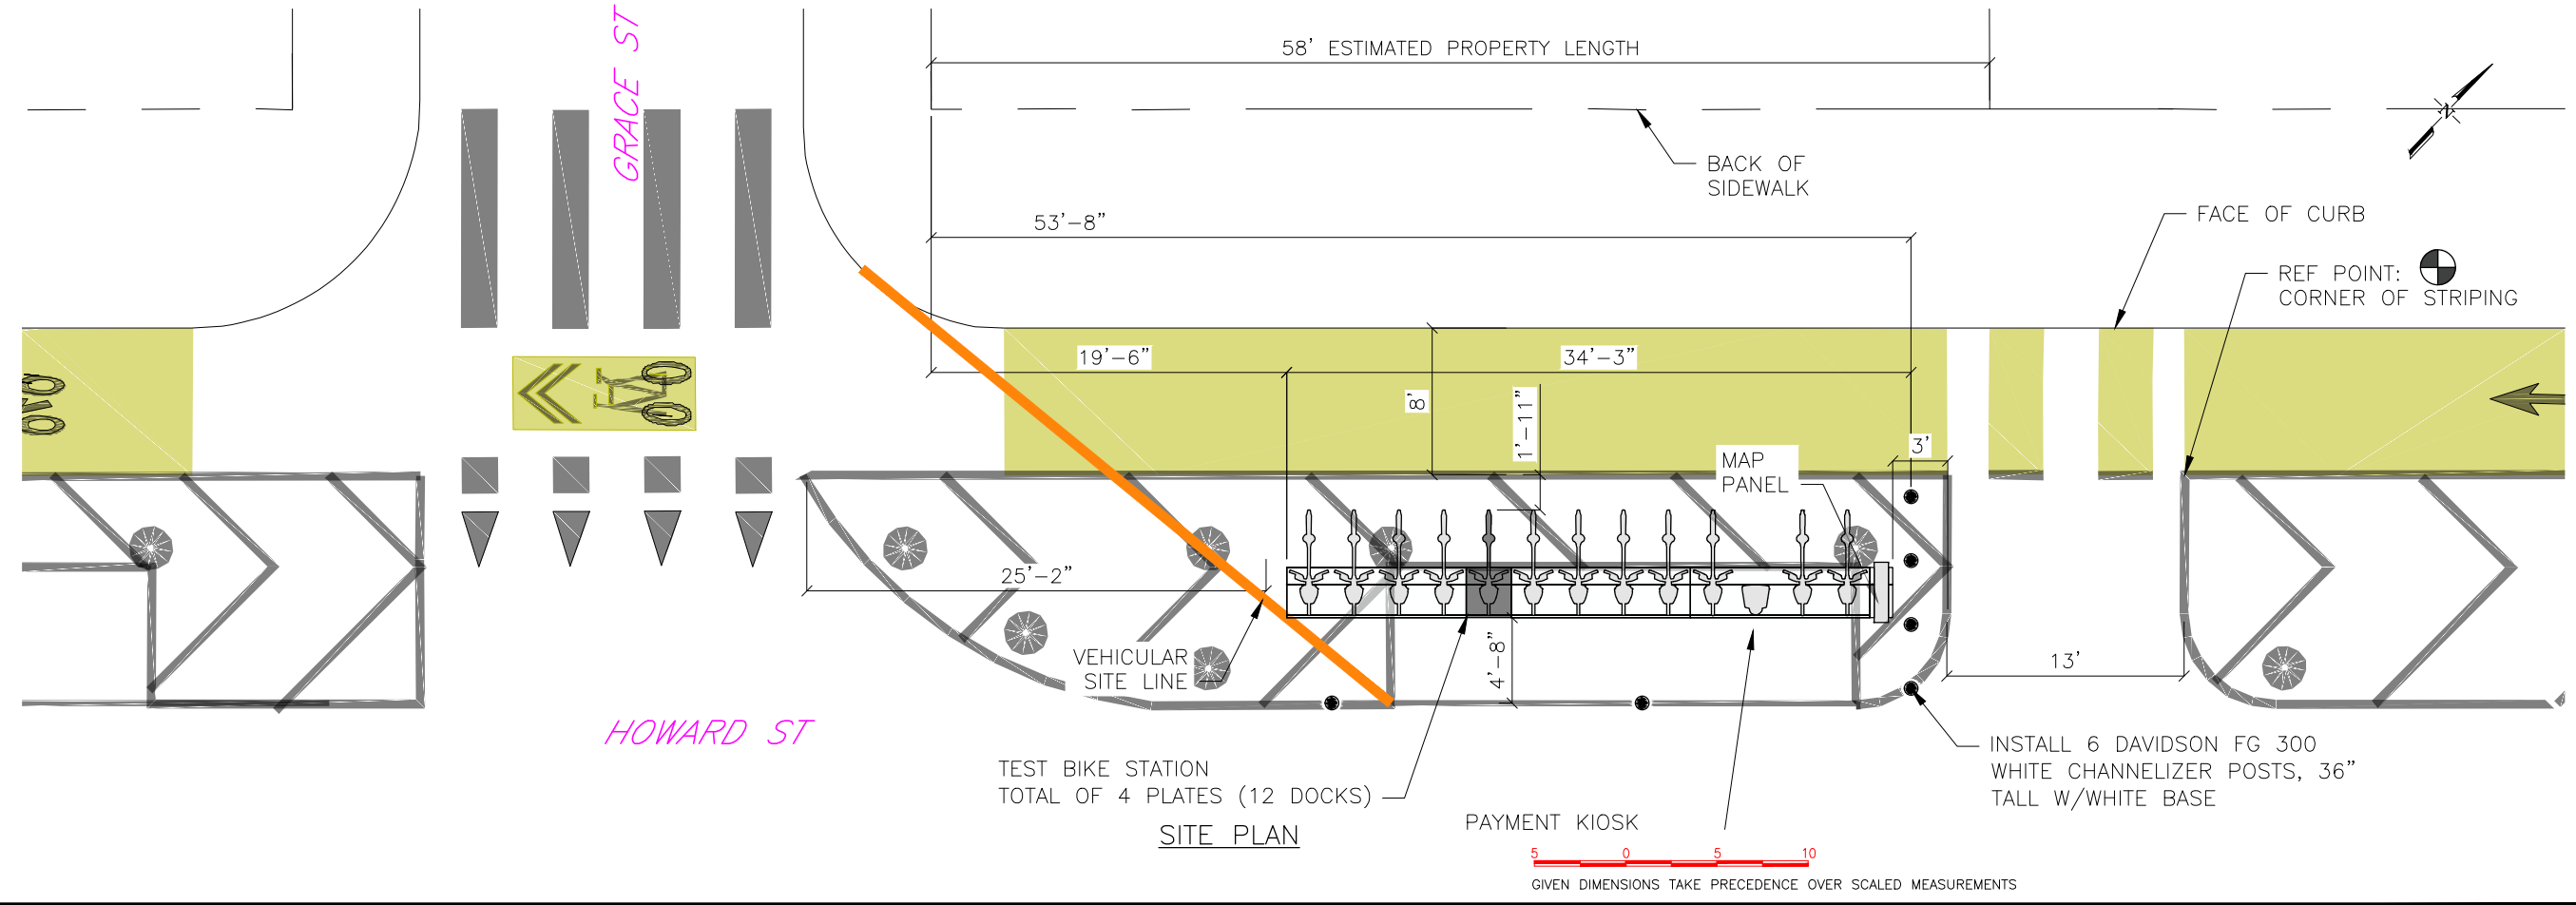 GRACE ST
58' ESTIMATED PROPERTY LENGTH
N
BACK OF
SIDEWALK
53'-8"
FACE OF CURB
REF POINT:
CORNER OF STRIPING
19'-6"
34'-3"
8'
1'-11"
3'
MAP
PANEL
25'-2"
VEHICULAR
SITE LINE
4'-8"
13'
HOWARD ST
INSTALL 6 DAVIDSON FG 300
WHITE CHANNELIZER POSTS, 36"
TALL W/WHITE BASE
TEST BIKE STATION
TOTAL OF 4 PLATES (12 DOCKS)
PAYMENT KIOSK
SITE PLAN
5 0 5 10
GIVEN DIMENSIONS TAKE PRECEDENCE OVER SCALED MEASUREMENTS